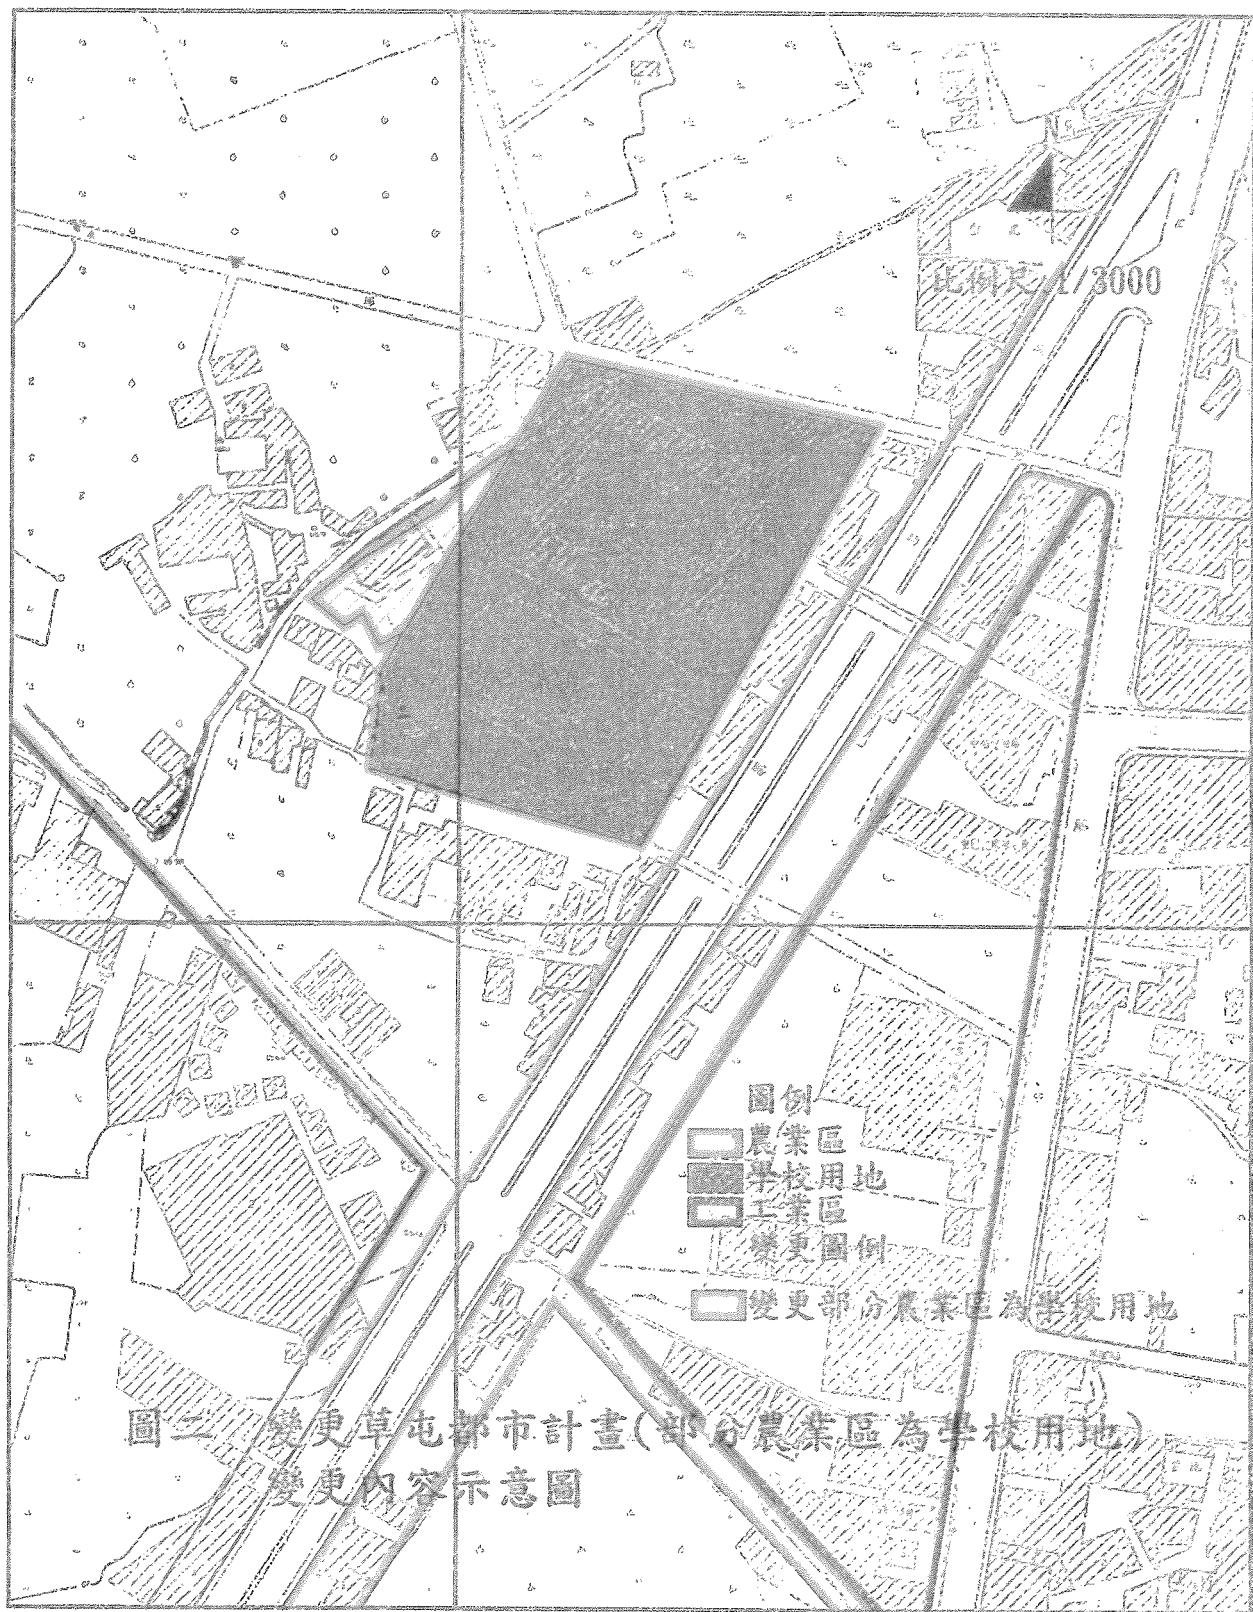 比例尺 1/3000
圖例
農業區
學校用地
工業區
變更圖例
變更部分農業區為學校用地
圖二 變更草屯都市計畫(部分農業區為學校用地)
變更內容示意圖